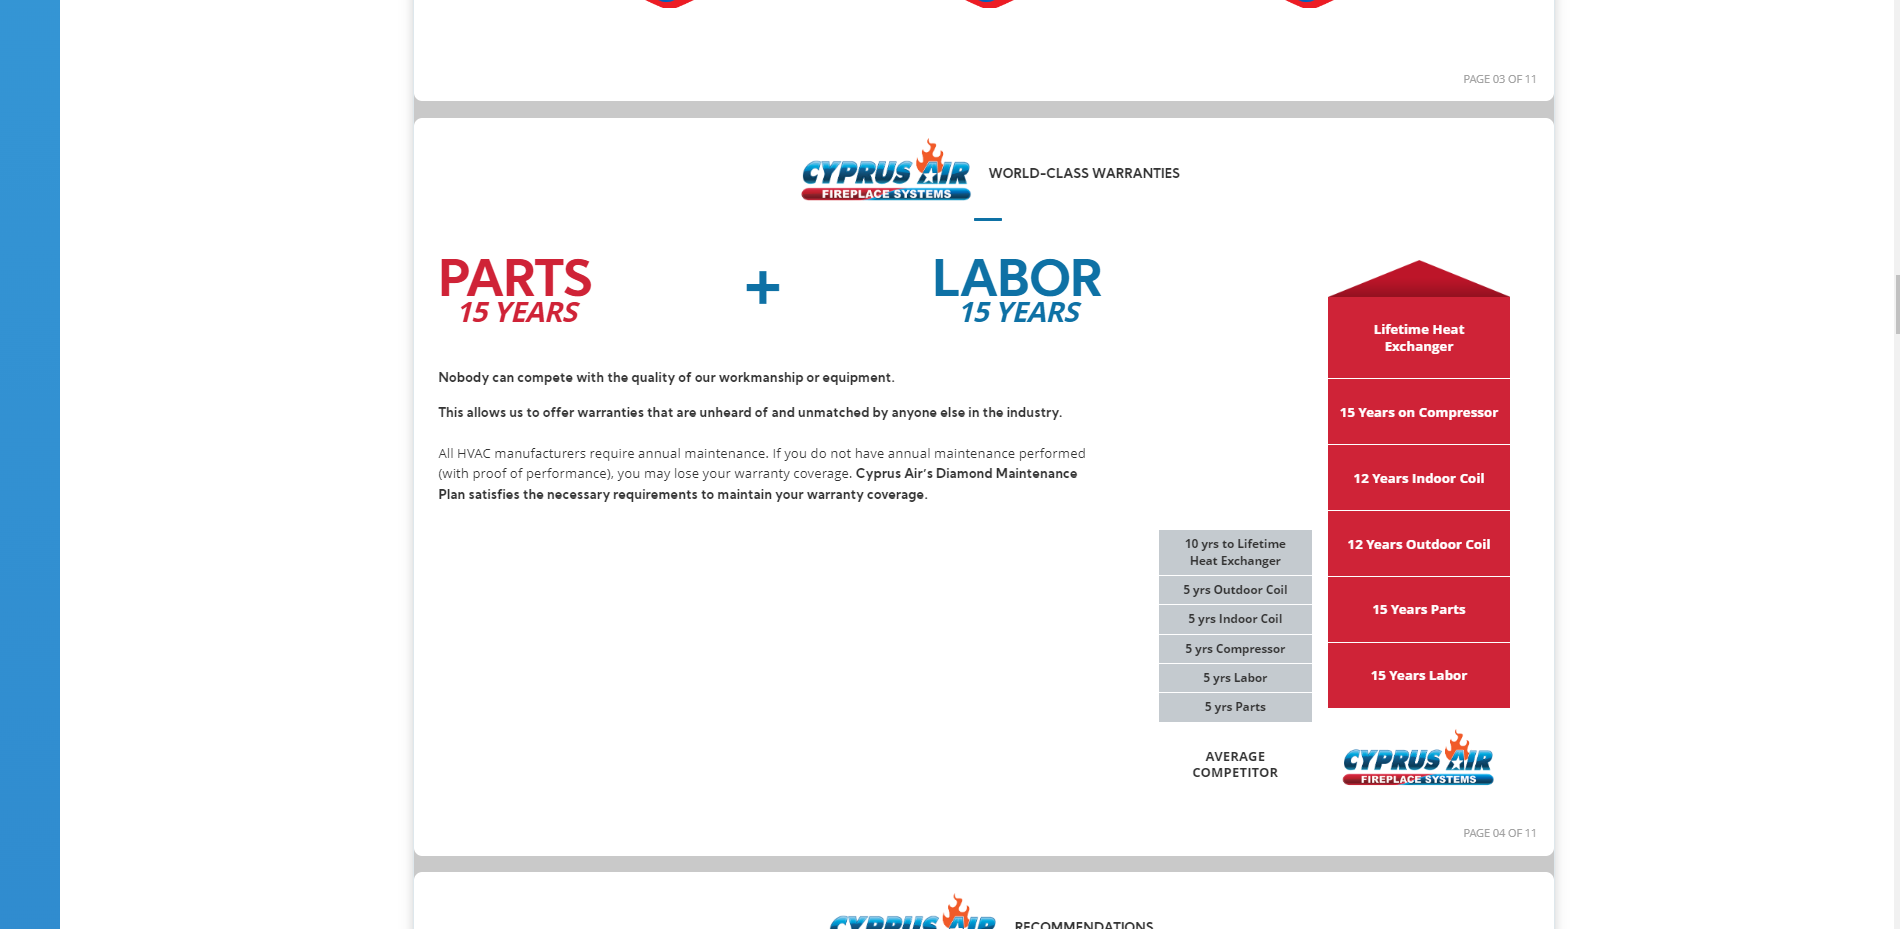 PAGE 03 OF 11
CYPRUS AIR
FIREPLACE SYSTEMS
WORLD-CLASS WARRANTIES
PARTS
15 YEARS
+
LABOR
15 YEARS
Nobody can compete with the quality of our workmanship or equipment.
This allows us to offer warranties that are unheard of and unmatched by anyone else in the industry.
All HVAC manufacturers require annual maintenance. If you do not have annual maintenance performed
(with proof of performance), you may lose your warranty coverage. Cyprus Air's Diamond Maintenance
Plan satisfies the necessary requirements to maintain your warranty coverage.
10 yrs to Lifetime
Heat Exchanger
5 yrs Outdoor Coil
5 yrs Indoor Coil
5 yrs Compressor
5 yrs Labor
5 yrs Parts
AVERAGE
COMPETITOR
Lifetime Heat
Exchanger
15 Years on Compressor
12 Years Indoor Coil
12 Years Outdoor Coil
15 Years Parts
15 Years Labor
CYPRUS AIR
FIREPLACE SYSTEMS
PAGE 04 OF 11
CYPRUS AIR
RECOMMENDATIONS